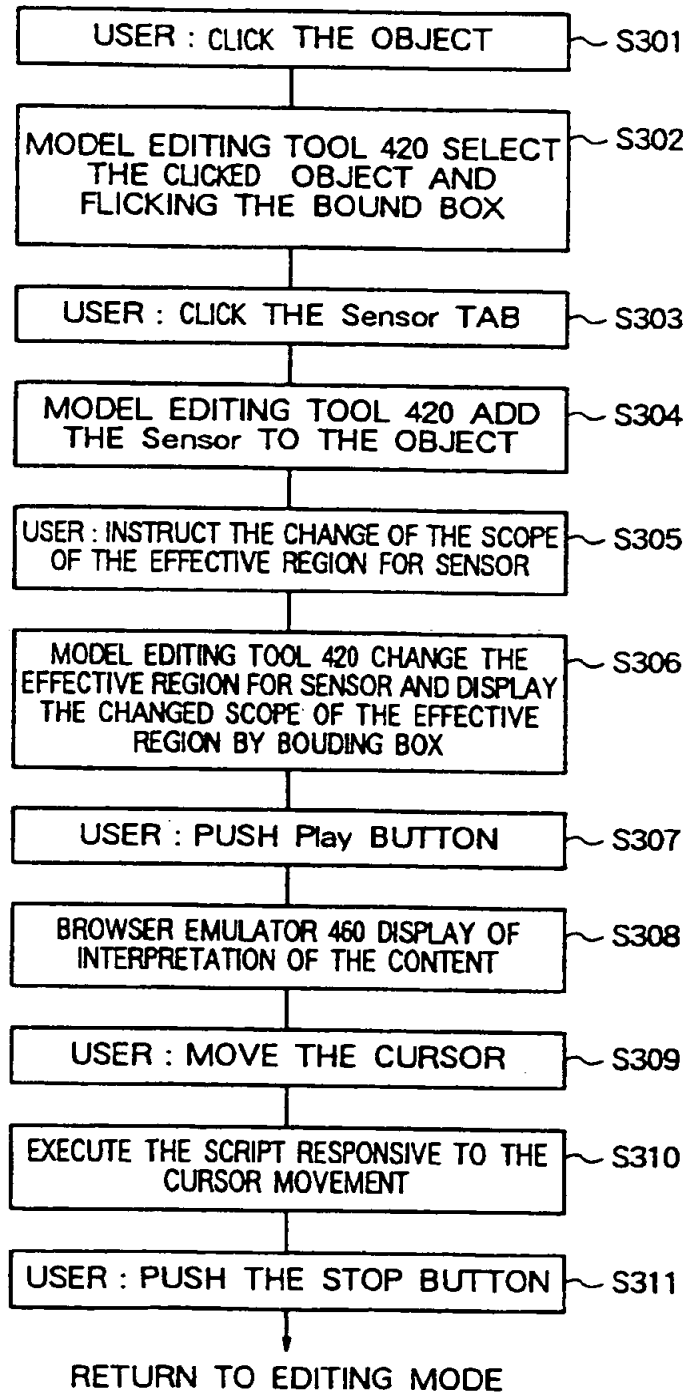 USER : CLICK THE OBJECT
S301
MODEL EDITING TOOL 420 SELECT
THE CLICKED OBJECT AND
FLICKING THE BOUND BOX
S302
USER : CLICK THE Sensor TAB
S303
MODEL EDITING TOOL 420 ADD
THE Sensor TO THE OBJECT
S304
USER : INSTRUCT THE CHANGE OF THE SCOPE
OF THE EFFECTIVE REGION FOR SENSOR
S305
MODEL EDITING TOOL 420 CHANGE THE
EFFECTIVE REGION FOR SENSOR AND DISPLAY
THE CHANGED SCOPE OF THE EFFECTIVE
REGION BY BOUDING BOX
S306
USER : PUSH Play BUTTON
S307
BROWSER EMULATOR 460 DISPLAY OF
INTERPRETATION OF THE CONTENT
S308
USER : MOVE THE CURSOR
S309
EXECUTE THE SCRIPT RESPONSIVE TO THE
CURSOR MOVEMENT
S310
USER : PUSH THE STOP BUTTON
S311
RETURN TO EDITING MODE